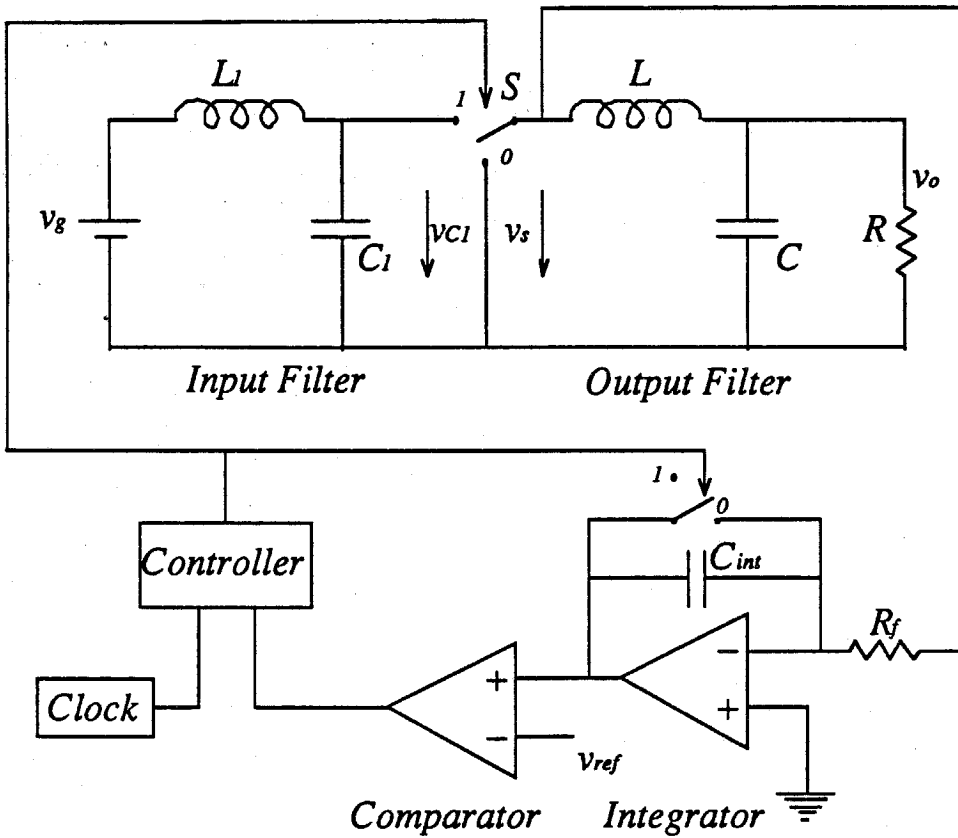 L1
S
L
1
0
vg
C1
vC1
vs
C
R
vo
Input Filter
Output Filter
1
0
Controller
Cint
Rf
Clock
+
−
−
+
vref
Comparator
Integrator